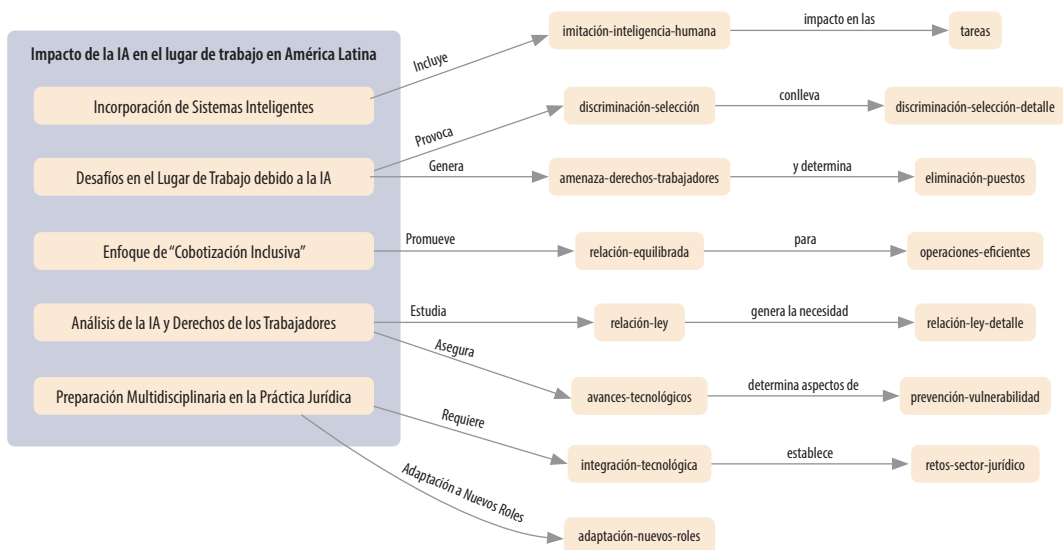 Impacto de la IA en el lugar de trabajo en América Latina
Incorporación de Sistemas Inteligentes
Incluye
imitación-inteligencia-humana
impacto en las
tareas
Desafíos en el Lugar de Trabajo debido a la IA
Provoca
discriminación-selección
conlleva
discriminación-selección-detalle
Genera
amenaza-derechos-trabajadores
y determina
eliminación-puestos
Enfoque de “Cobotización Inclusiva”
Promueve
relación-equilibrada
para
operaciones-eficientes
Análisis de la IA y Derechos de los Trabajadores
Estudia
relación-ley
genera la necesidad
relación-ley-detalle
Asegura
avances-tecnológicos
determina aspectos de
prevención-vulnerabilidad
Preparación Multidisciplinaria en la Práctica Jurídica
Requiere
integración-tecnológica
establece
retos-sector-jurídico
Adaptación a Nuevos Roles
adaptación-nuevos-roles